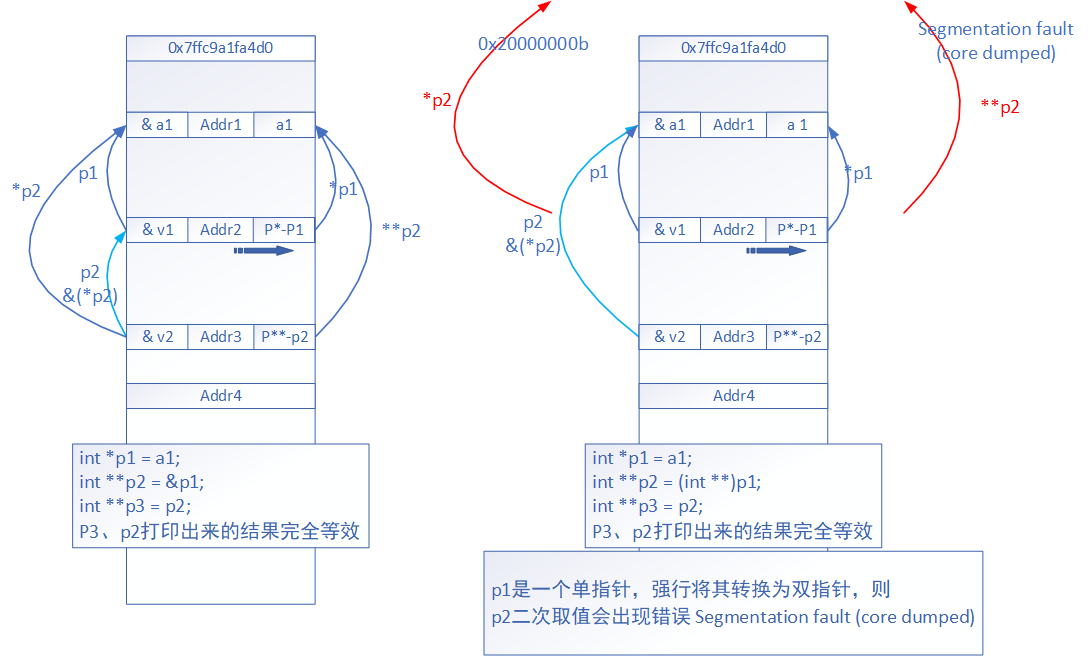 0x7ffc9a1fa4d0
& a1 Addr1 a1
*p2
p1
*p1
**p2
& v1 Addr2 P*-P1
p2
&(*p2)
& v2 Addr3 P**-p2
Addr4
int *p1 = a1;
int **p2 = &p1;
int **p3 = p2;
P3、p2打印出来的结果完全等效
0x20000000b
0x7ffc9a1fa4d0
Segmentation fault
(core dumped)
*p2
**p2
& a1 Addr1 a 1
p1
*p1
p2
&(*p2)
& v1 Addr2 P*-P1
& v2 Addr3 P**-p2
Addr4
int *p1 = a1;
int **p2 = (int **)p1;
int **p3 = p2;
P3、p2打印出来的结果完全等效
p1是一个单指针，强行将其转换为双指针，则
p2二次取值会出现错误 Segmentation fault (core dumped)